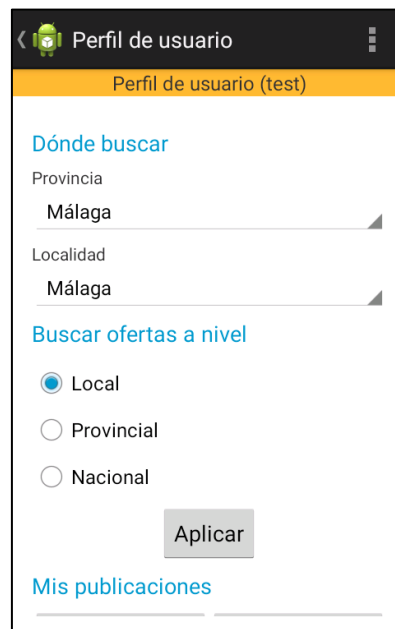 Perfil de usuario
Perfil de usuario (test)
Dónde buscar
Provincia
Málaga
Localidad
Málaga
Buscar ofertas a nivel
Local
Provincial
Nacional
Aplicar
Mis publicaciones